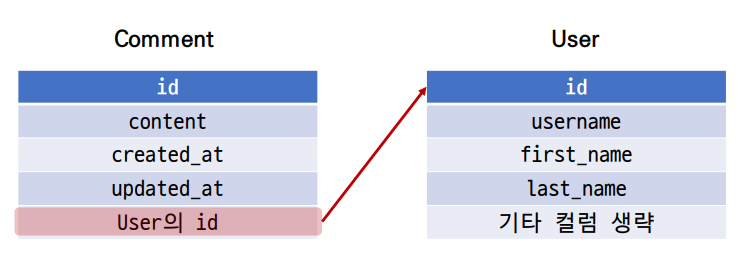 Comment
id
content
created_at
updated_at
User의 id
User
id
username
first_name
last_name
기타 컬럼 생략